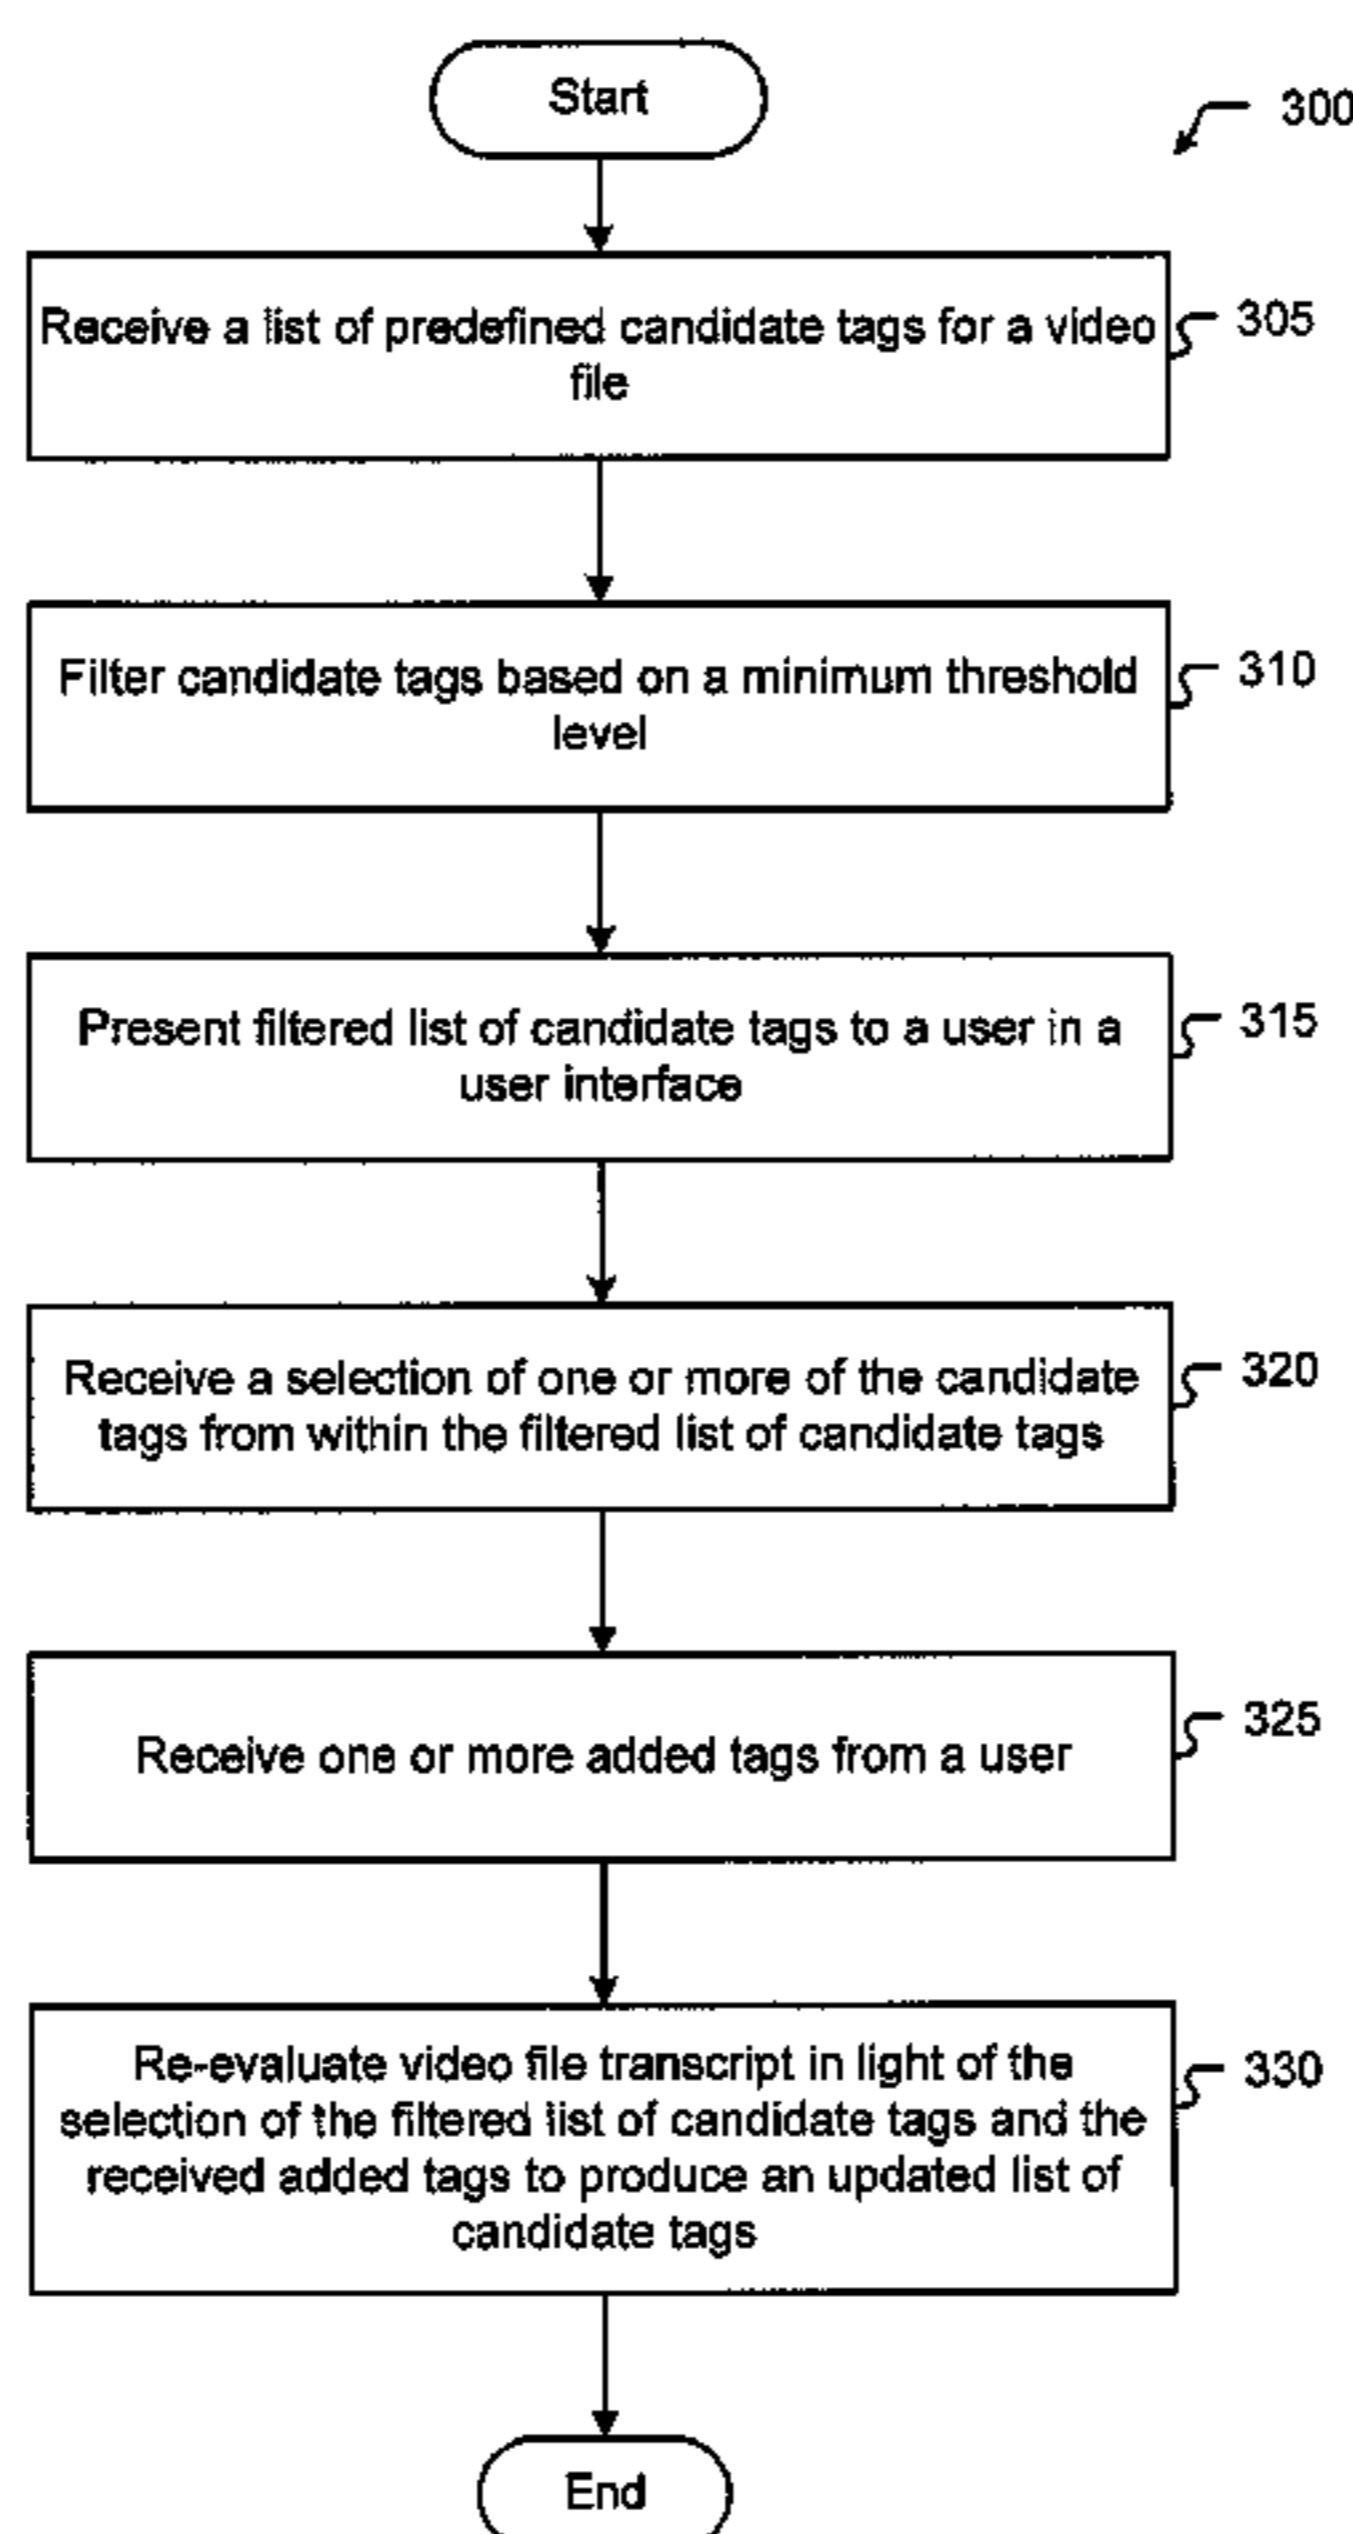 Start
300
Receive a list of predefined candidate tags for a video
file
305
Filter candidate tags based on a minimum threshold
level
310
Present filtered list of candidate tags to a user in a
user interface
315
Receive a selection of one or more of the candidate
tags from within the filtered list of candidate tags
320
Receive one or more added tags from a user
325
Re-evaluate video file transcript in light of the
selection of the filtered list of candidate tags and the
received added tags to produce an updated list of
candidate tags
330
End